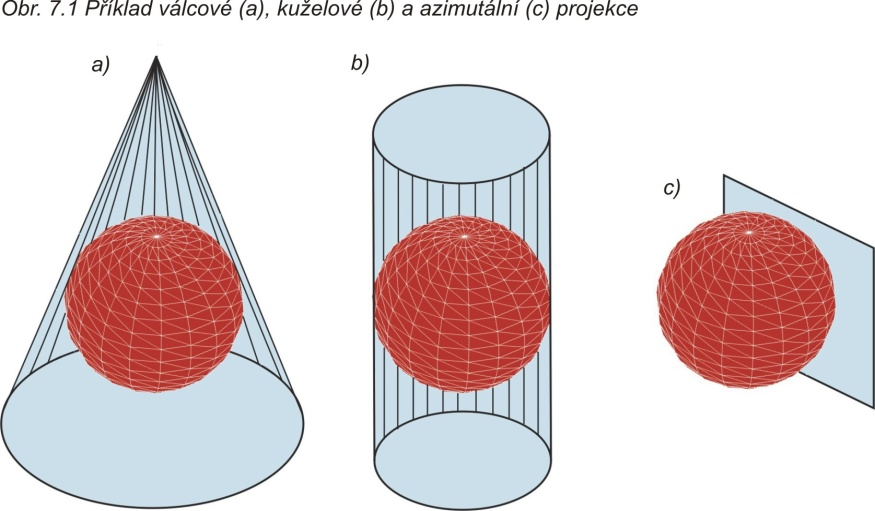 Obr. 7.1 Příklad válcové (a), kuželové (b) a azimutální (c) projekce
a)
b)
c)